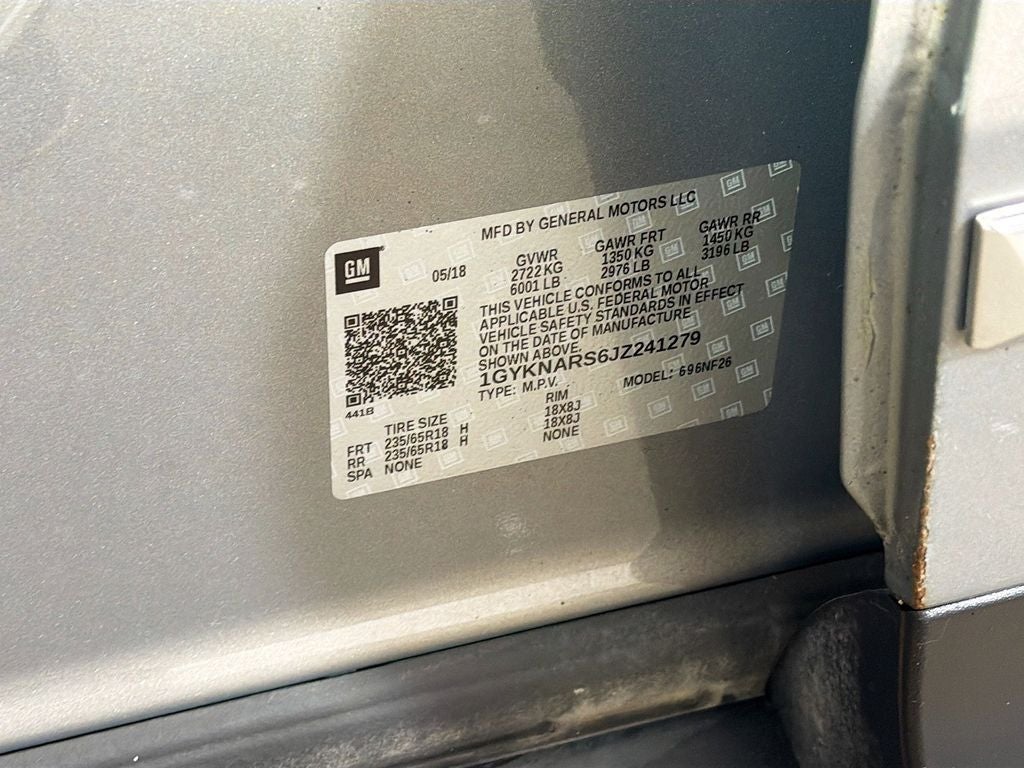 MFD BY GENERAL MOTORS LLC
GM
05/18
GVWR
2722 KG
6001 LB
GAWR FRT
1350 KG
2976 LB
GAWR RR
1450 KG
3196 LB
THIS VEHICLE CONFORMS TO ALL
APPLICABLE U.S. FEDERAL MOTOR
VEHICLE SAFETY STANDARDS IN EFFECT
ON THE DATE OF MANUFACTURE
SHOWN ABOVE.
1GYKNARS6JZ241279
TYPE: M.P.V. MODEL: 696NF26
441B
TIRE SIZE RIM
FRT 235/65R18 H 18X8J
RR 235/65R18 H 18X8J
SPA NONE NONE